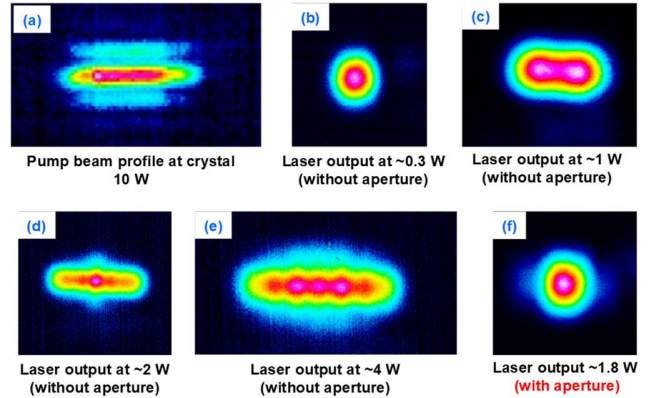 (a)
(b)
(c)
Pump beam profile at crystal
10 W
Laser output at ~0.3 W
(without aperture)
Laser output at ~1 W
(without aperture)
(d)
(e)
(f)
Laser output at ~2 W
(without aperture)
Laser output at ~4 W
(without aperture)
Laser output ~1.8 W
(with aperture)